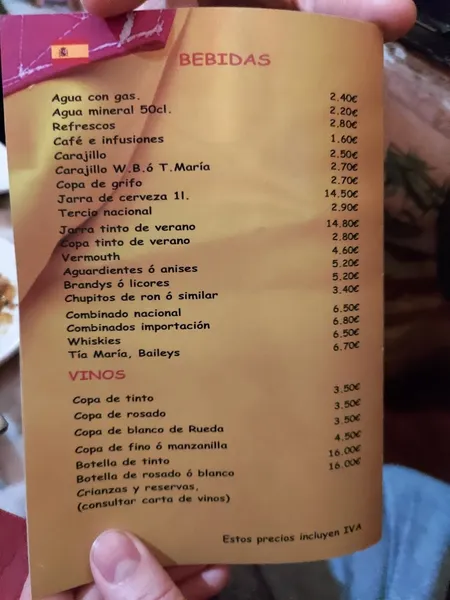 BEBIDAS
Agua con gas. 2.40€
Agua mineral 50cl. 2.20€
Refrescos 2.80€
Café e infusiones 1.60€
Carajillo 2.50€
Carajillo W.B.ó T.María 2.70€
Copa de grifo 2.70€
Jarra de cerveza 1l. 14.50€
Tercio nacional 2.90€
Jarra tinto de verano 14.80€
Copa tinto de verano 2.80€
Vermouth 4.60€
Aguardientes ó anises 5.20€
Brandys ó licores 5.20€
Chupitos de ron ó similar 3.40€
Combinado nacional 6.50€
Combinados importación 6.80€
Whiskies 6.50€
Tía María, Baileys 6.70€
VINOS
Copa de tinto 3.50€
Copa de rosado 3.50€
Copa de blanco de Rueda 3.50€
Copa de fino ó manzanilla 4.50€
Botella de tinto 16.00€
Botella de rosado ó blanco 16.00€
Crianzas y reservas,
(consultar carta de vinos)
Estos precios incluyen IVA